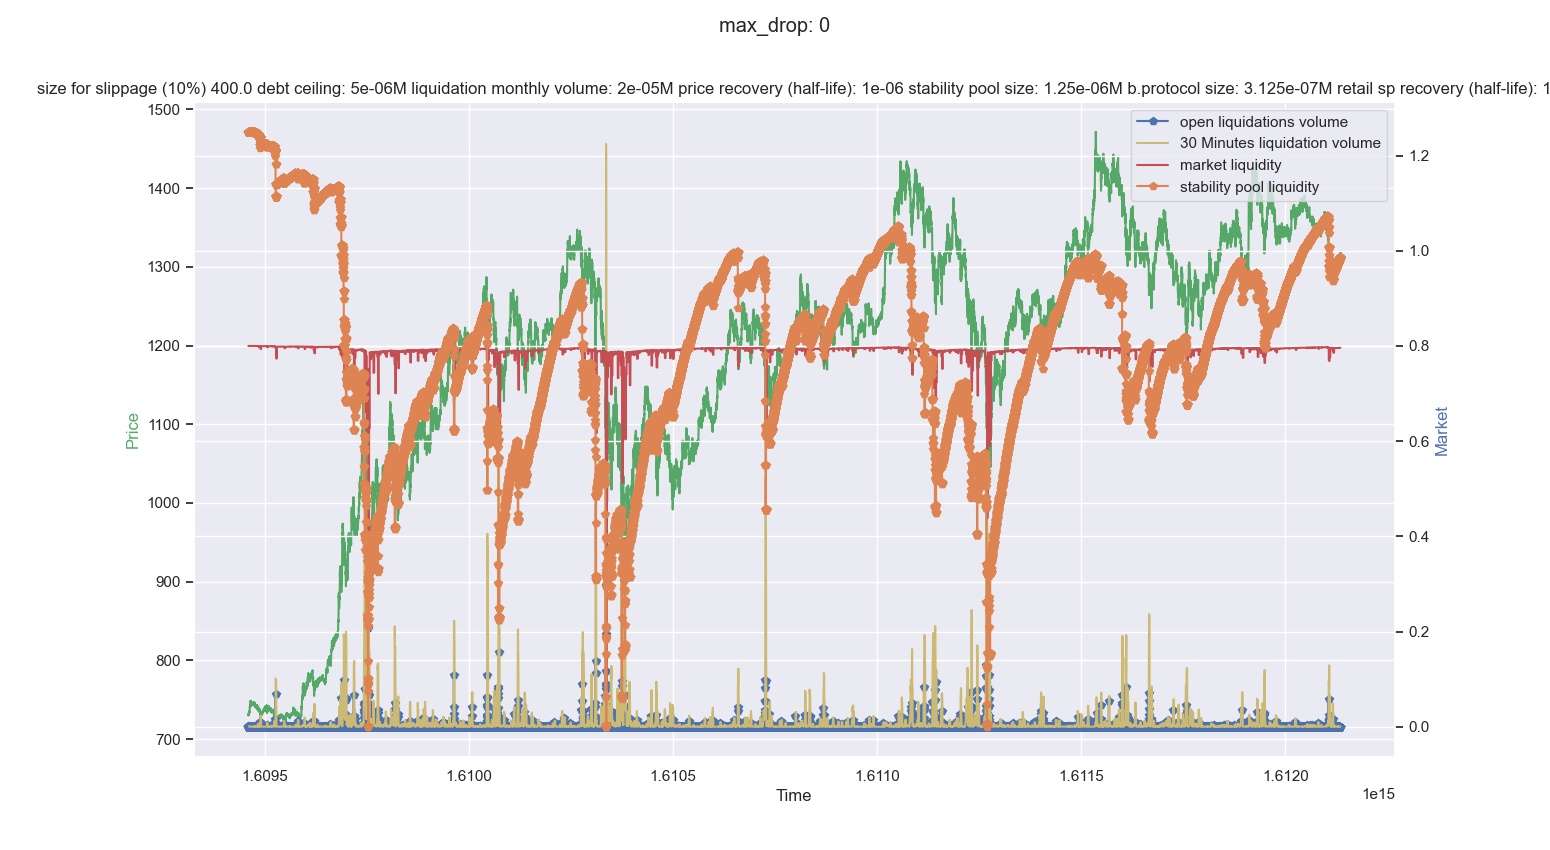 max_drop: 0
size for slippage (10%) 400.0 debt ceiling: 5e-06M liquidation monthly volume: 2e-05M price recovery (half-life): 1e-06 stability pool size: 1.25e-06M b.protocol size: 3.125e-07M retail sp recovery (half-life): 1
open liquidations volume
30 Minutes liquidation volume
market liquidity
stability pool liquidity
1500
1400
1300
1200
1100
1000
900
800
700
Price
1.2
1.0
0.8
0.6
0.4
0.2
0.0
Market
1.6095 1.6100 1.6105 1.6110 1.6115 1.6120
Time
1e15